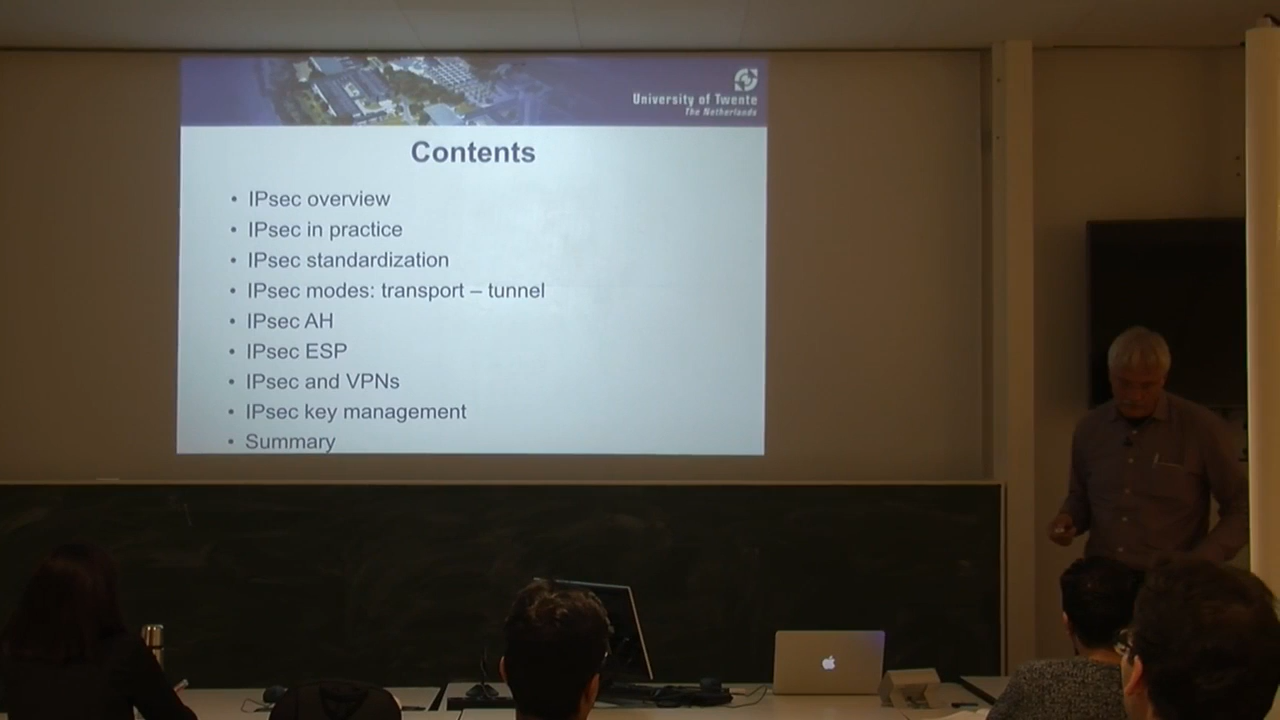 University of Twente
The Netherlands
Contents
• IPsec overview
• IPsec in practice
• IPsec standardization
• IPsec modes: transport – tunnel
• IPsec AH
• IPsec ESP
• IPsec and VPNs
• IPsec key management
• Summary